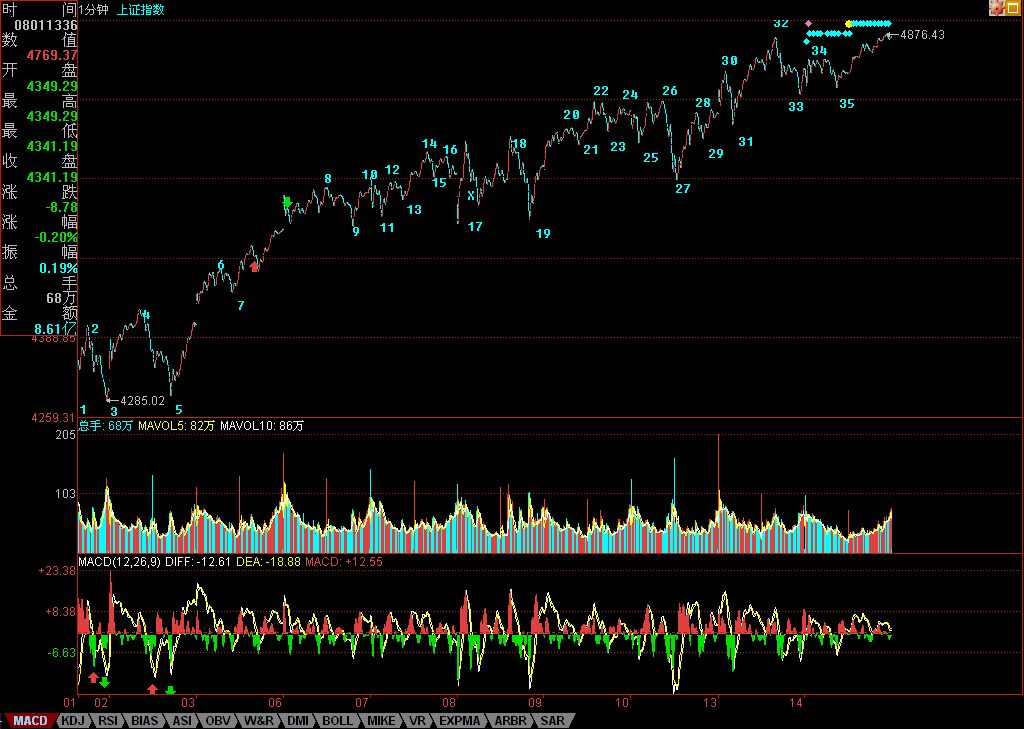 时 间
08011336
数 值
4769.37
开 盘
4349.29
最 高
4349.29
最 低
4341.19
收 盘
4341.19
涨 跌
-8.78
涨 幅
-0.20%
振 幅
0.19%
总 手
68万
金 额
8.61亿
1分钟 上证指数
4876.43
4285.02
4388.85
4259.31
1 2 3 4 5 6 7 8 9 10 11 12 13 14 15 16 X 17 18 19 20 21 22 23 24 25 26 27 28 29 30 31 32 33 34 35
总手: 68万 MAVOL5: 82万 MAVOL10: 86万
205
103
MACD(12,26,9) DIFF: -12.61 DEA: -18.88 MACD: +12.55
+23.38
+8.38
-6.63
01 02 03 06 07 08 09 10 13 14
MACD KDJ RSI BIAS ASI OBV W&R DMI BOLL MIKE VR EXPMA ARBR SAR